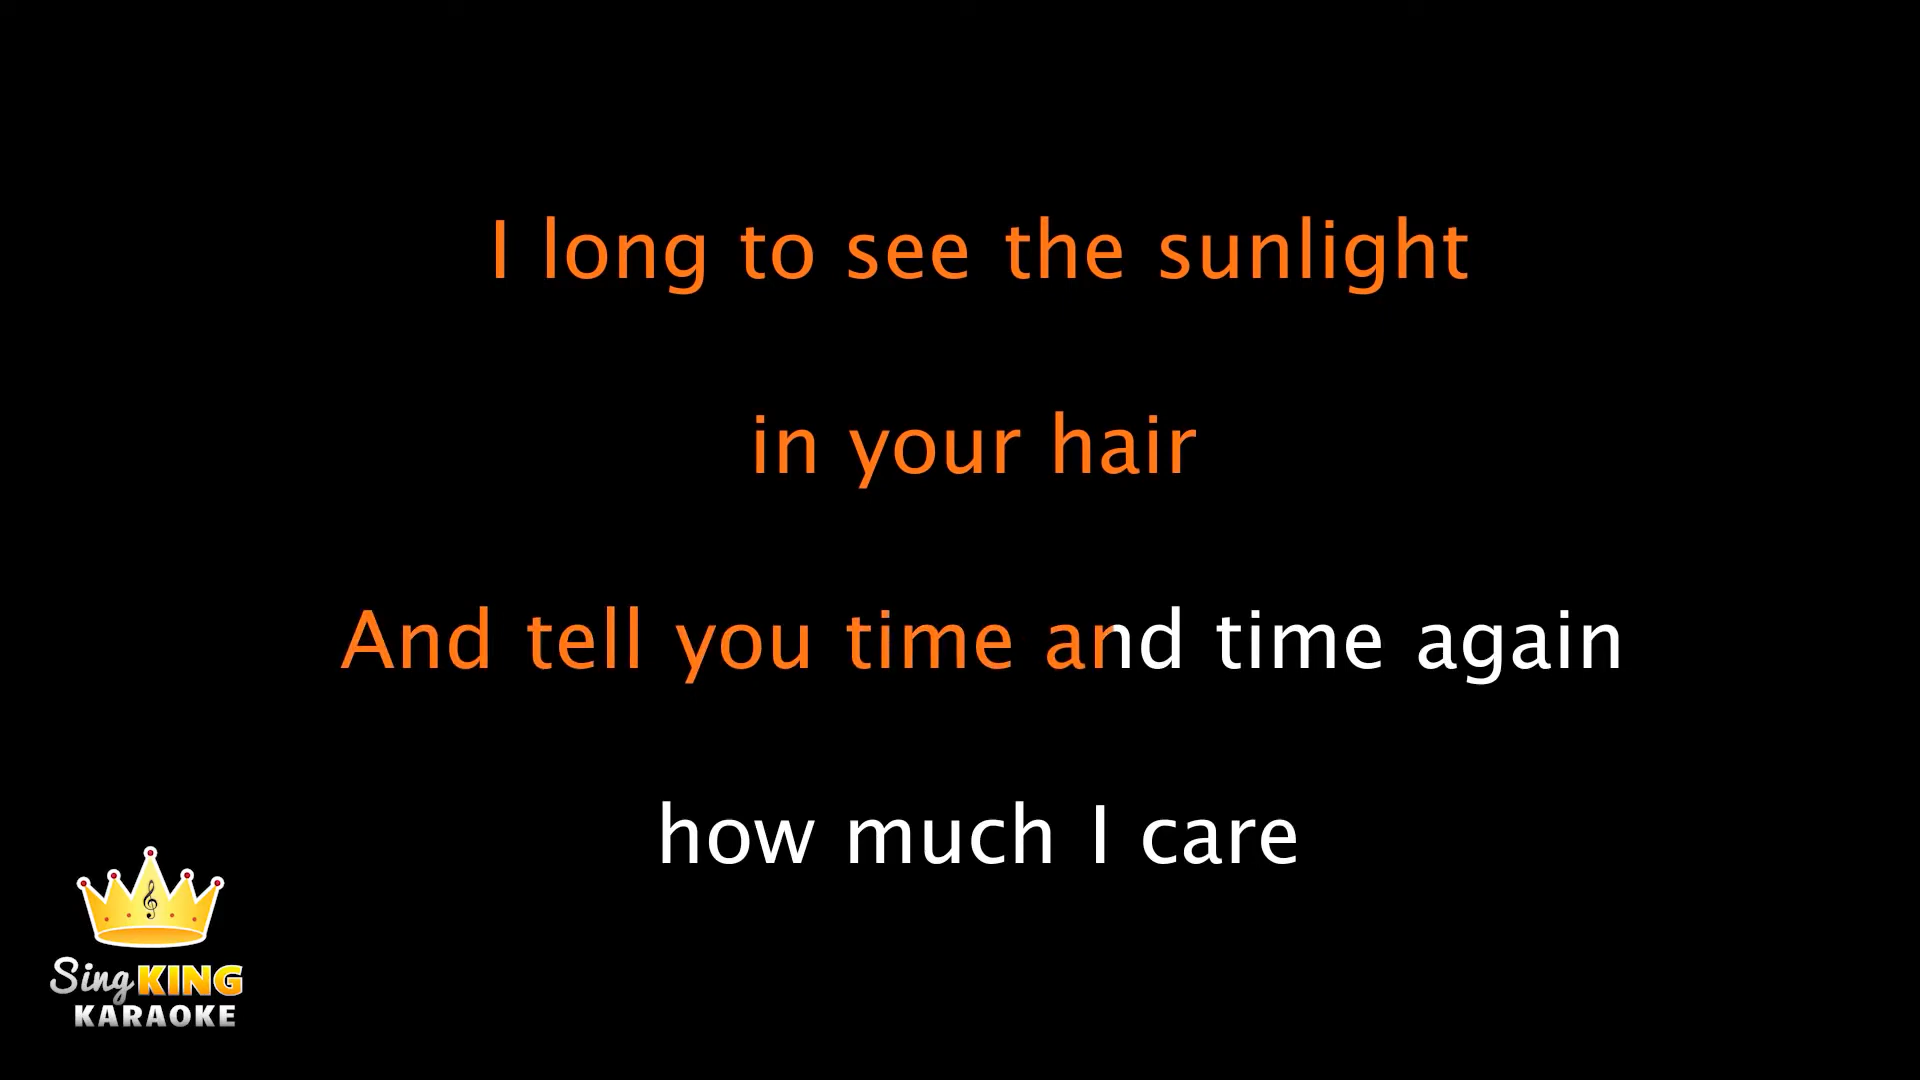 I long to see the sunlight
in your hair
And tell you time and time again
how much I care
Sing KING
KARAOKE